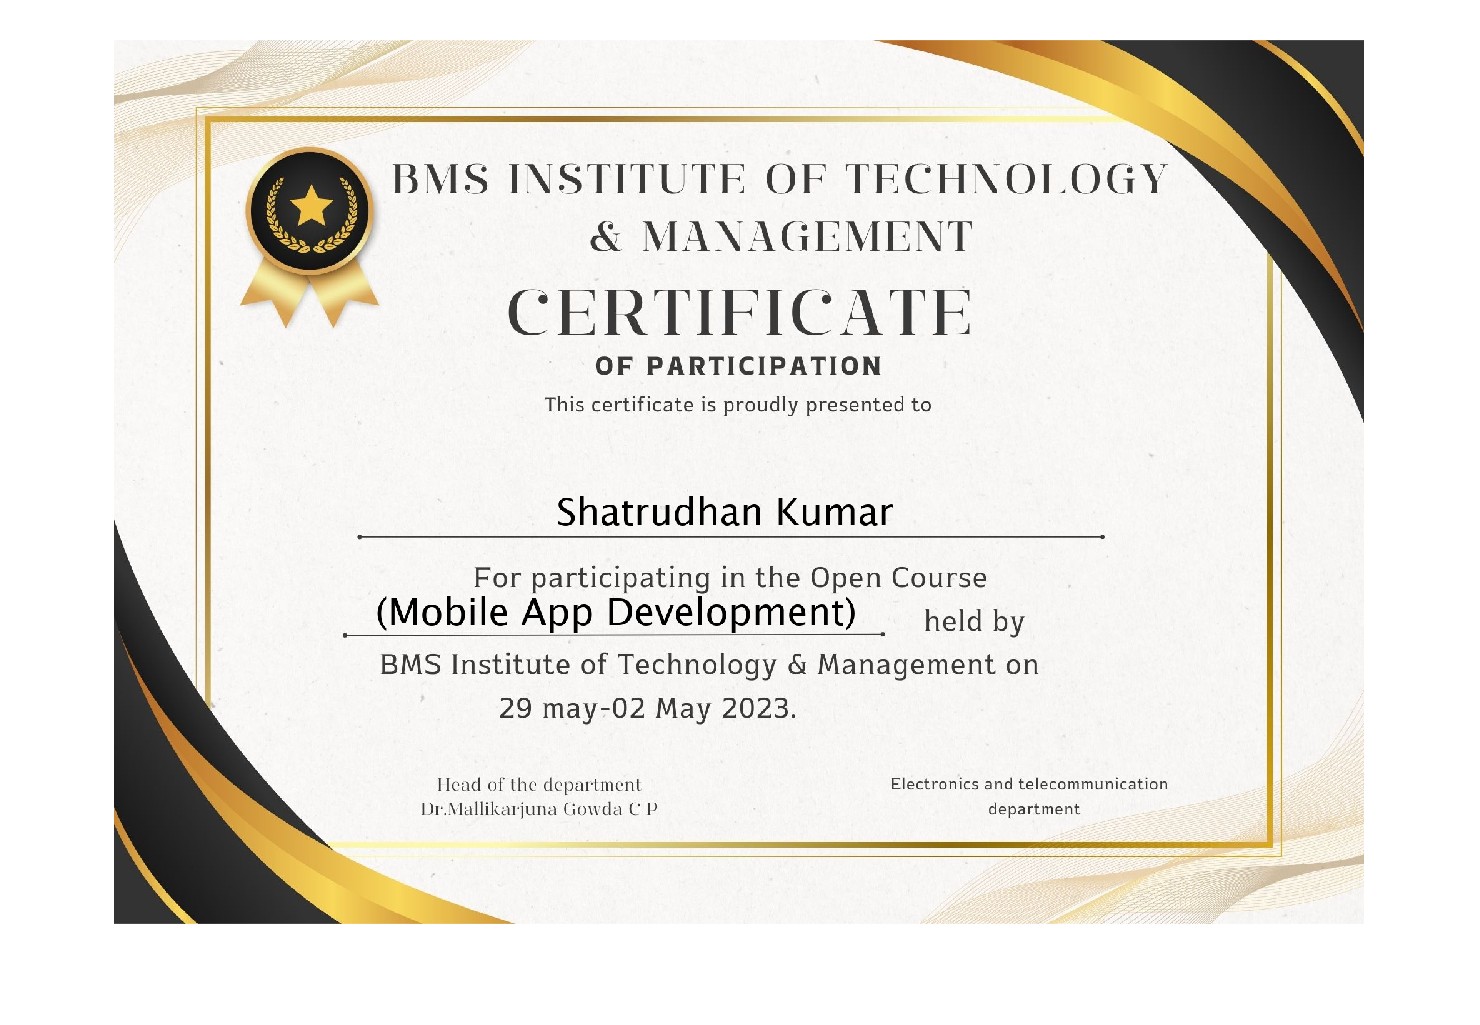 BMS INSTITUTE OF TECHNOLOGY
& MANAGEMENT
CERTIFICATE
OF PARTICIPATION
This certificate is proudly presented to
Shatrudhan Kumar
For participating in the Open Course
(Mobile App Development) held by
BMS Institute of Technology & Management on
29 may-02 May 2023.
Head of the department
Dr.Mallikarjuna Gowda C P
Electronics and telecommunication
department